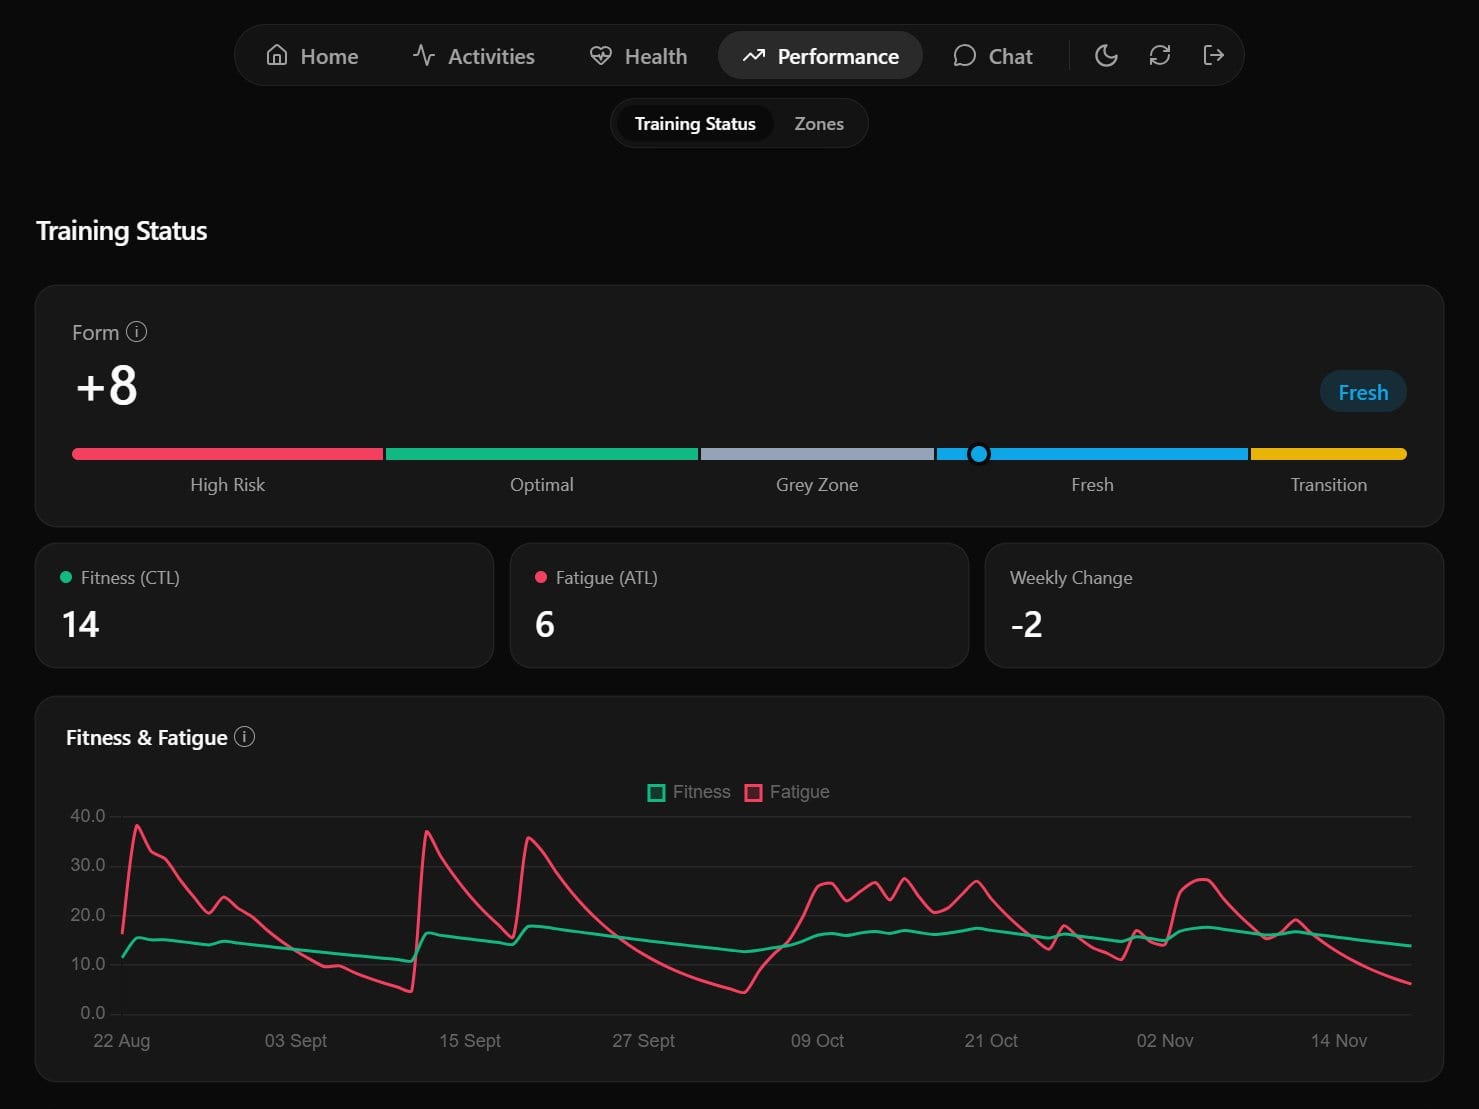 Home Activities Health Performance Chat
Training Status Zones
Training Status
Form
+8
Fresh
High Risk Optimal Grey Zone Fresh Transition
Fitness (CTL)
14
Fatigue (ATL)
6
Weekly Change
-2
Fitness & Fatigue
Fitness Fatigue
40.0
30.0
20.0
10.0
0.0
22 Aug 03 Sept 15 Sept 27 Sept 09 Oct 21 Oct 02 Nov 14 Nov